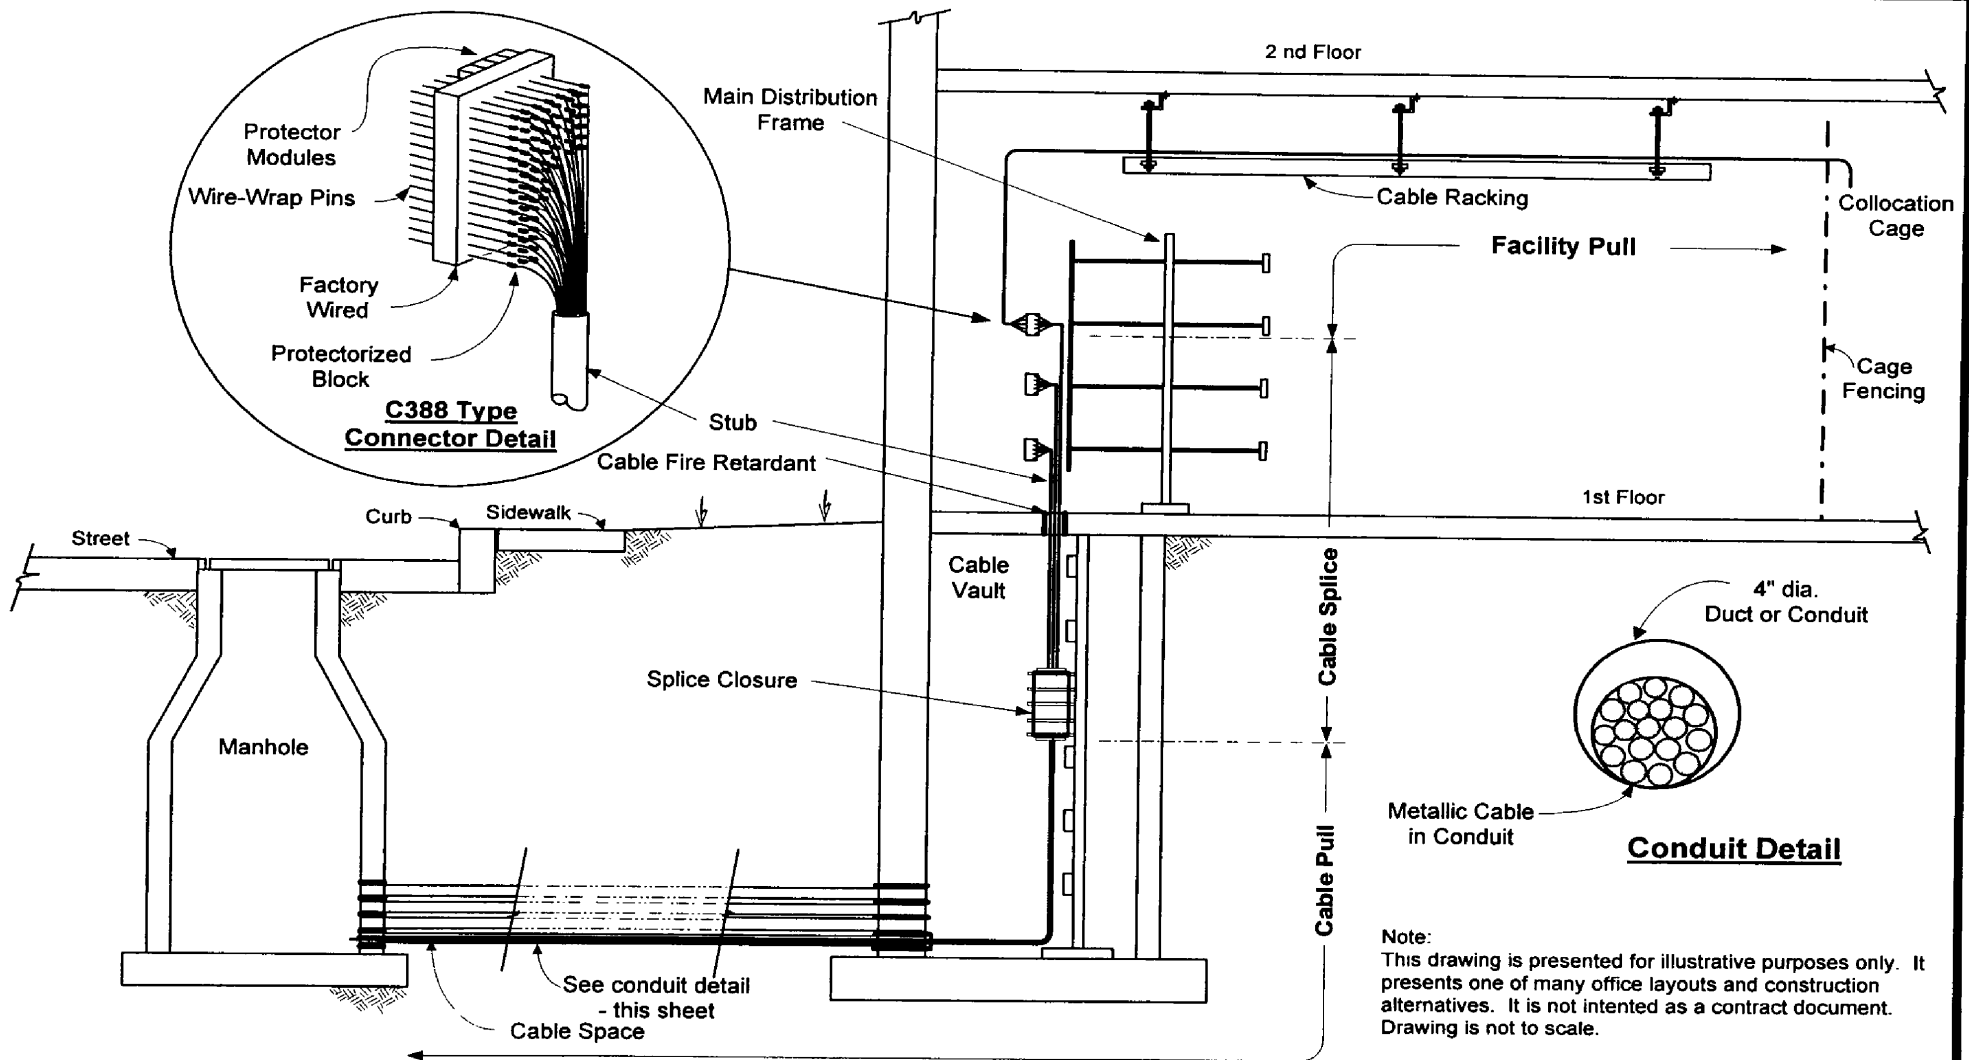 2 nd Floor
Main Distribution
Frame
Protector
Modules
Wire-Wrap Pins
Cable Racking
Collocation
Cage
Facility Pull
Factory
Wired
Protectorized
Block
Cage
Fencing
C388 Type
Connector Detail
Stub
Cable Fire Retardant
1st Floor
Curb
Sidewalk
Street
Cable
Vault
Cable Splice
4" dia.
Duct or Conduit
Splice Closure
Manhole
Metallic Cable
in Conduit
Conduit Detail
Cable Pull
See conduit detail
- this sheet
Cable Space
Note:
This drawing is presented for illustrative purposes only. It
presents one of many office layouts and construction
alternatives. It is not intented as a contract document.
Drawing is not to scale.